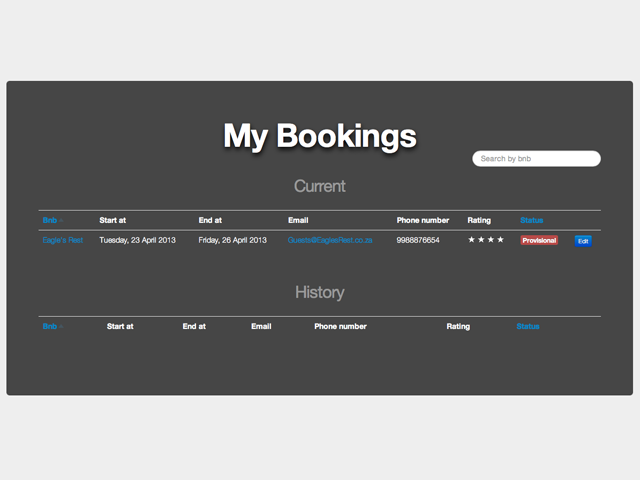 My Bookings
Search by bnb
Current
Bnb Start at End at Email Phone number Rating Status
Eagle's Rest Tuesday, 23 April 2013 Friday, 26 April 2013 Guests@EaglesRest.co.za 9988876654 ★ ★ ★ ★ Provisional Edit
History
Bnb Start at End at Email Phone number Rating Status